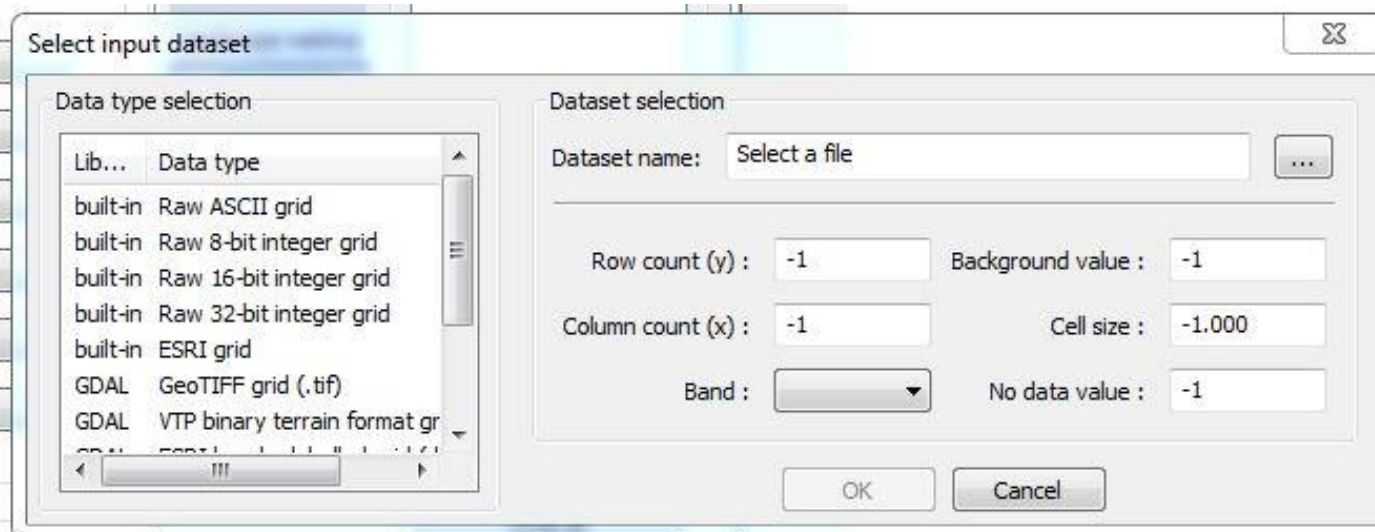 Select input dataset
Data type selection
Lib... Data type
built-in Raw ASCII grid
built-in Raw 8-bit integer grid
built-in Raw 16-bit integer grid
built-in Raw 32-bit integer grid
built-in ESRI grid
GDAL GeoTIFF grid (.tif)
GDAL VTP binary terrain format gr
Dataset selection
Dataset name: Select a file ...
Row count (y) : -1 Background value : -1
Column count (x) : -1 Cell size : -1.000
Band : No data value : -1
OK Cancel